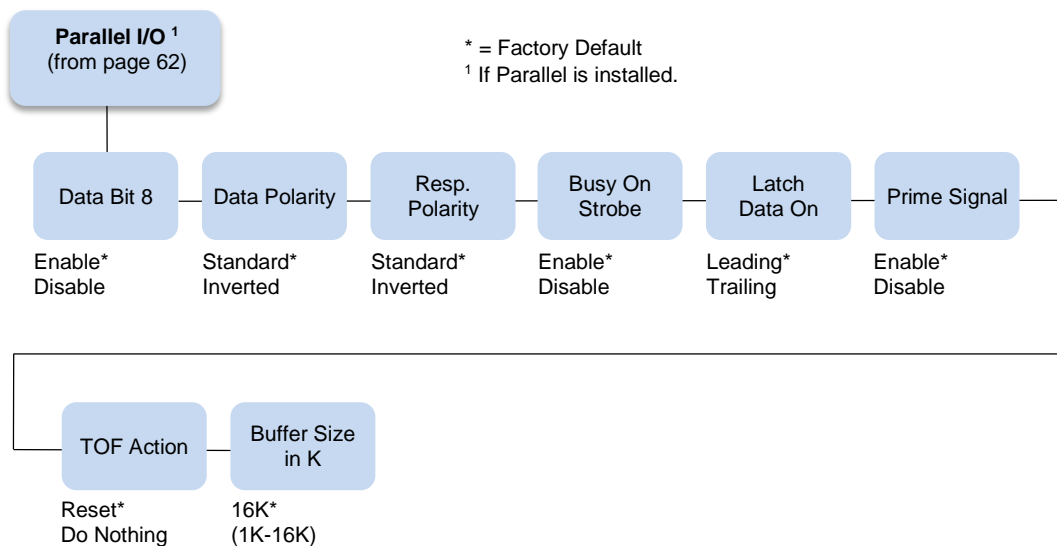 Parallel I/O ¹
(from page 62)
* = Factory Default
¹ If Parallel is installed.
Data Bit 8
Data Polarity
Resp.
Polarity
Busy On
Strobe
Latch
Data On
Prime Signal
Enable*
Disable
Standard*
Inverted
Standard*
Inverted
Enable*
Disable
Leading*
Trailing
Enable*
Disable
TOF Action
Buffer Size
in K
Reset*
Do Nothing
16K*
(1K-16K)